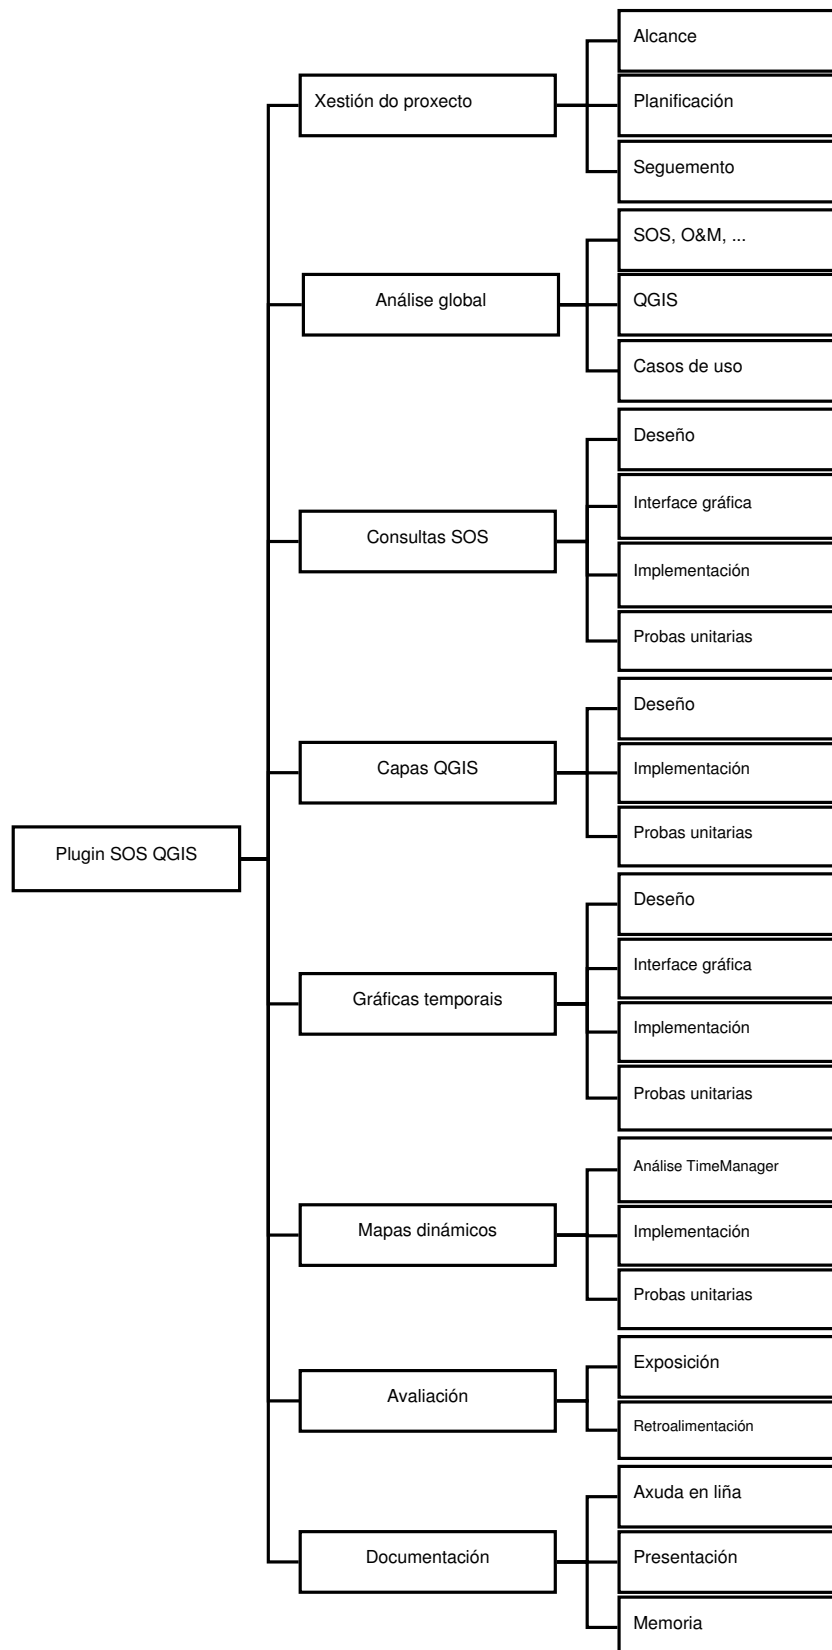 Plugin SOS QGIS
Xestión do proxecto
Alcance
Planificación
Seguemento
Análise global
SOS, O&M, ...
QGIS
Casos de uso
Consultas SOS
Deseño
Interface gráfica
Implementación
Probas unitarias
Capas QGIS
Deseño
Implementación
Probas unitarias
Gráficas temporais
Deseño
Interface gráfica
Implementación
Probas unitarias
Mapas dinámicos
Análise TimeManager
Implementación
Probas unitarias
Avaliación
Exposición
Retroalimentación
Documentación
Axuda en liña
Presentación
Memoria